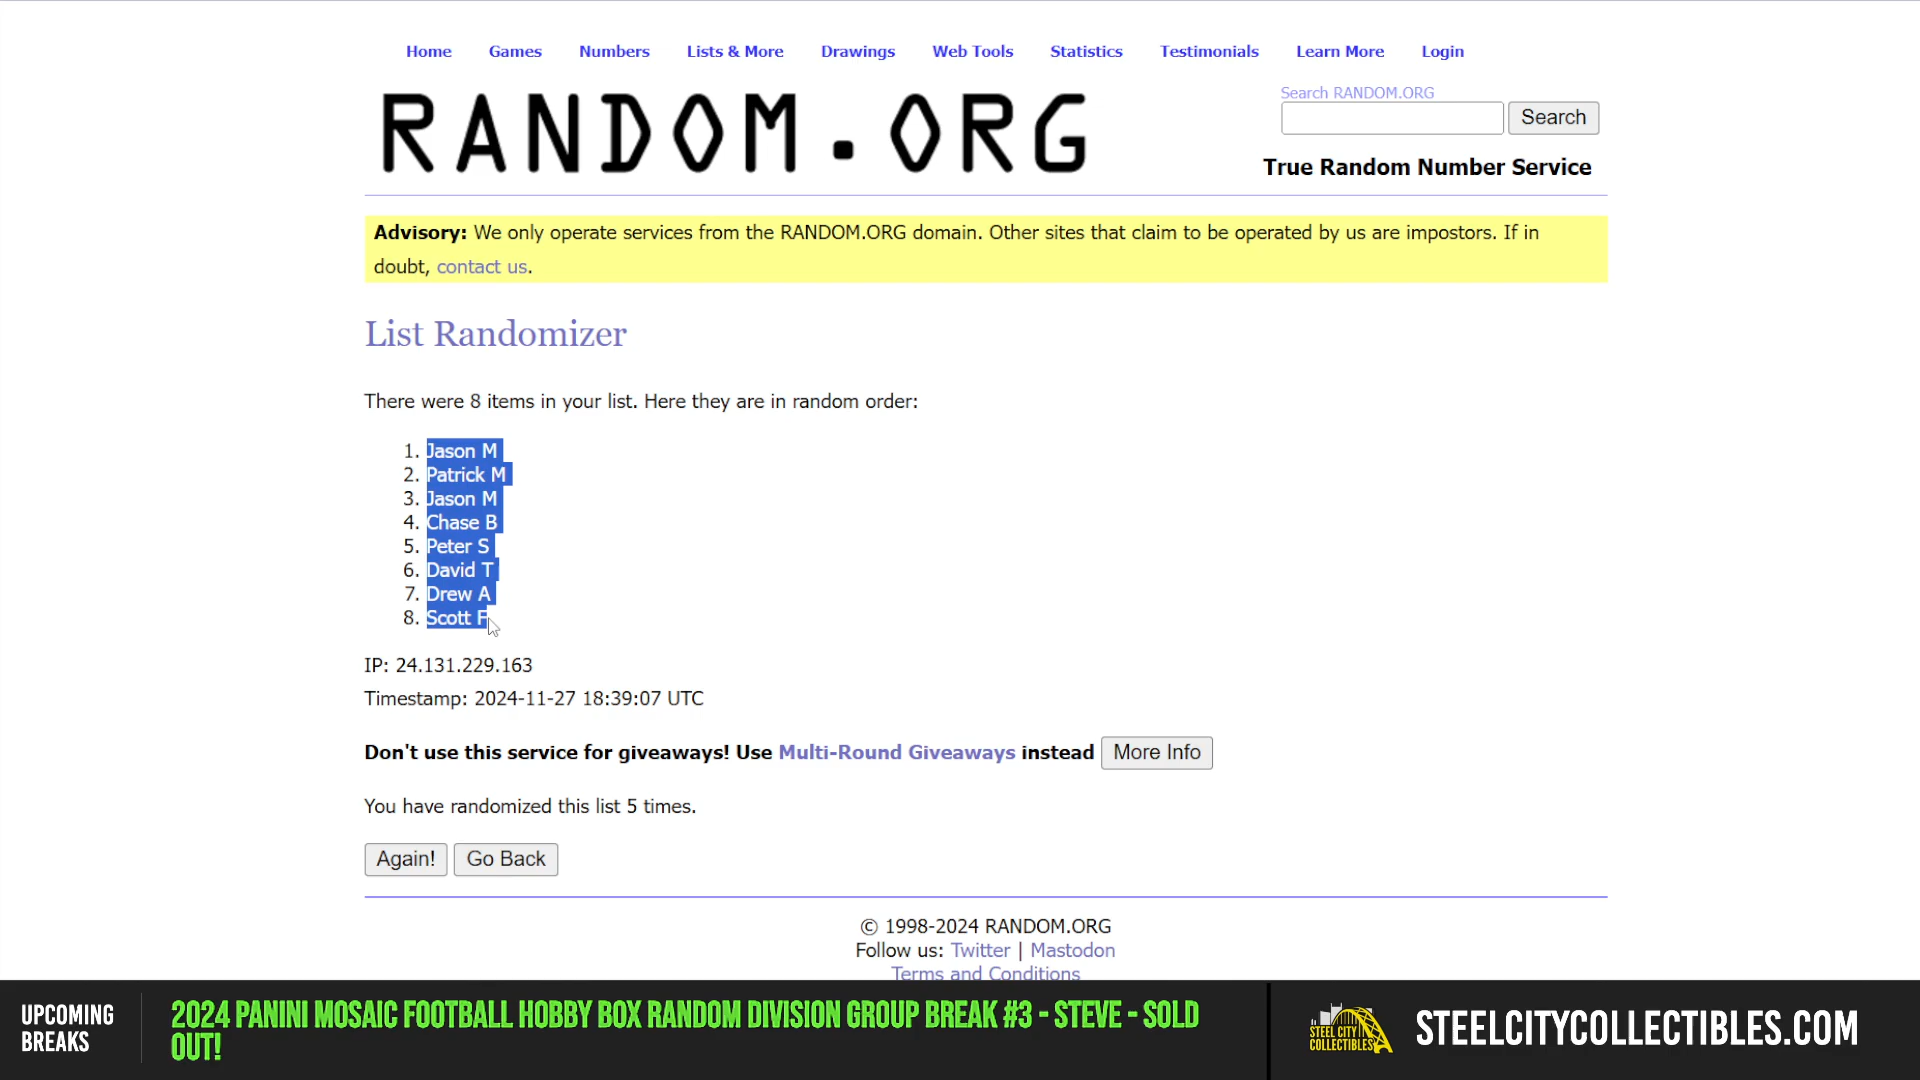 Home Games Numbers Lists & More Drawings Web Tools Statistics Testimonials Learn More Login
RANDOM.ORG
Search RANDOM.ORG
Search
True Random Number Service
Advisory: We only operate services from the RANDOM.ORG domain. Other sites that claim to be operated by us are impostors. If in
doubt, contact us.
List Randomizer
There were 8 items in your list. Here they are in random order:
1. Jason M
2. Patrick M
3. Jason M
4. Chase B
5. Peter S
6. David T
7. Drew A
8. Scott F
IP: 24.131.229.163
Timestamp: 2024-11-27 18:39:07 UTC
Don't use this service for giveaways! Use Multi-Round Giveaways instead More Info
You have randomized this list 5 times.
Again! Go Back
© 1998-2024 RANDOM.ORG
Follow us: Twitter | Mastodon
Terms and Conditions
UPCOMING
BREAKS
2024 PANINI MOSAIC FOOTBALL HOBBY BOX RANDOM DIVISION GROUP BREAK #3 - STEVE - SOLD
OUT!
STEEL CITY
COLLECTIBLES
STEELCITYCOLLECTIBLES.COM